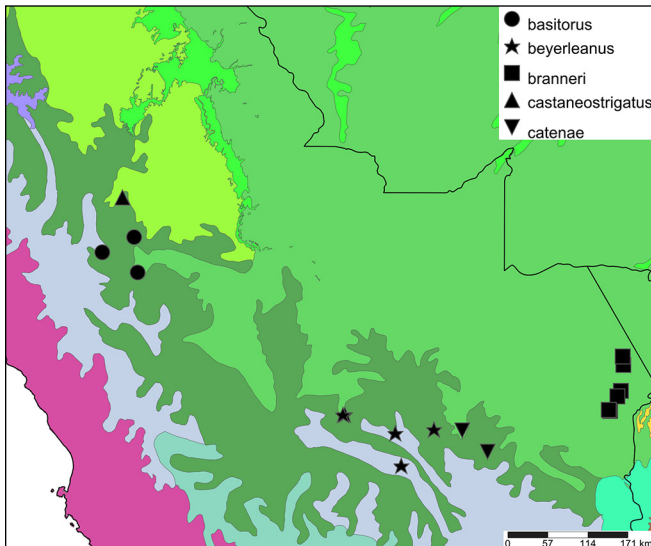 basitorus
beyerleanus
branneri
castaneostrigatus
catenae
0 57 114 171 km